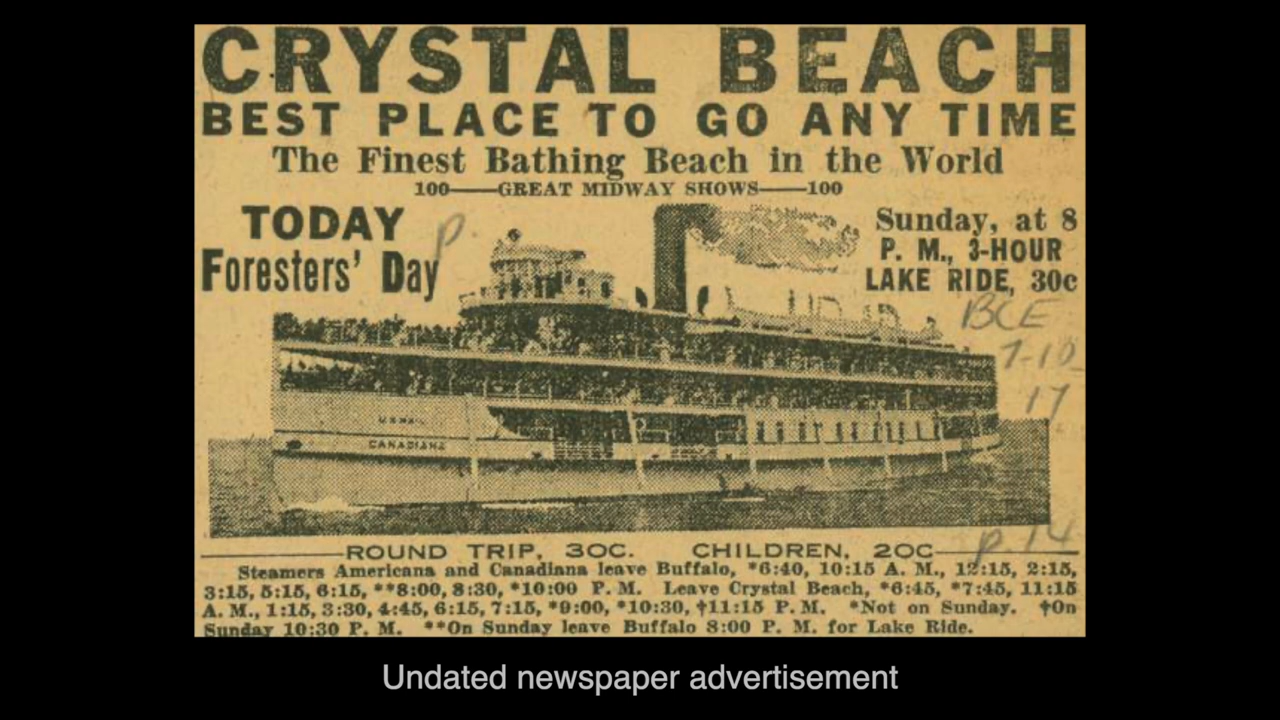 CRYSTAL BEACH
BEST PLACE TO GO ANY TIME
The Finest Bathing Beach in the World
100——GREAT MIDWAY SHOWS——100
TODAY
Foresters' Day
p.
Sunday, at 8
P. M., 3-HOUR
LAKE RIDE, 30c
BCE
7-10
17
CANADIANA
p. 14
ROUND TRIP, 30C. CHILDREN, 20C
Steamers Americana and Canadiana leave Buffalo, *6:40, 10:15 A. M., 12:15, 2:15,
3:15, 5:15, 6:15, **8:00, 8:30, *10:00 P. M. Leave Crystal Beach, *6:45, *7:45, 11:15
A. M., 1:15, 3:30, 4:45, 6:15, 7:15, *9:00, *10:30, †11:15 P. M. *Not on Sunday. †On
Sunday 10:30 P. M. **On Sunday leave Buffalo 8:00 P. M. for Lake Ride.
Undated newspaper advertisement